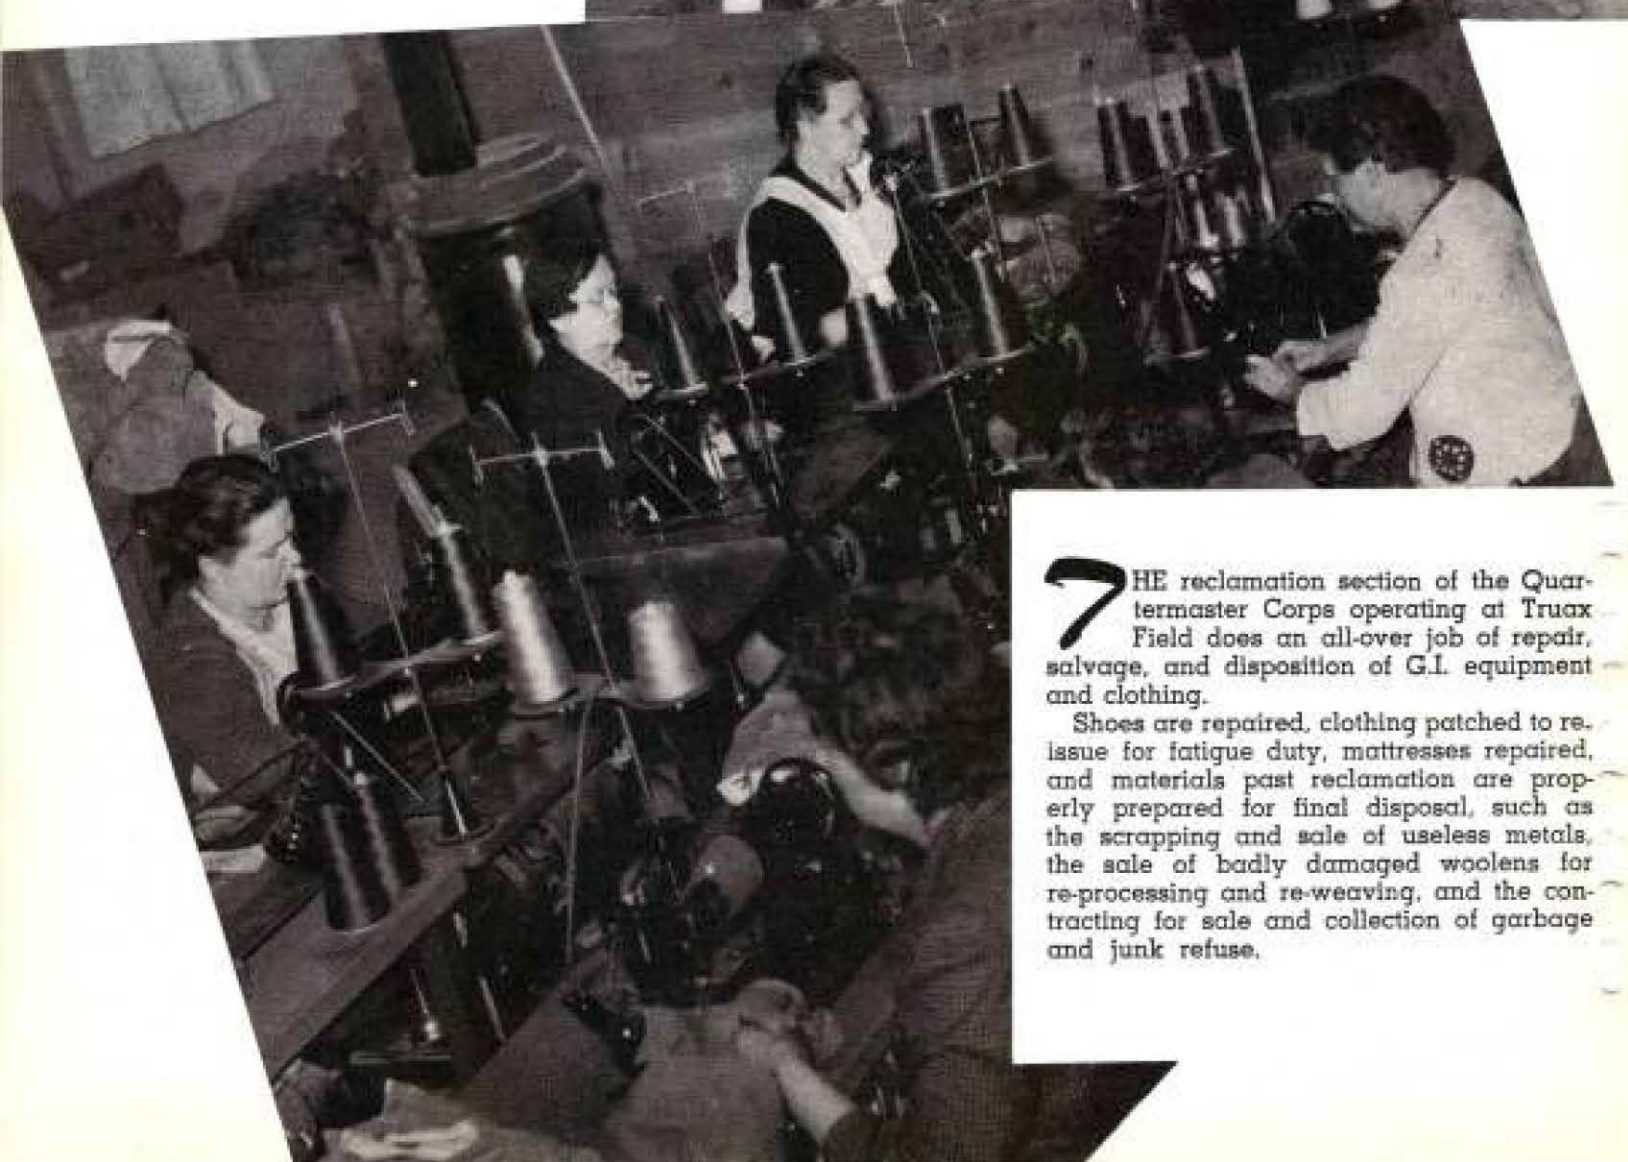 THE reclamation section of the Quar-
termaster Corps operating at Truax
Field does an all-over job of repair,
salvage, and disposition of G.I. equipment
and clothing.
Shoes are repaired, clothing patched to re-
issue for fatigue duty, mattresses repaired,
and materials past reclamation are prop-
erly prepared for final disposal, such as
the scrapping and sale of useless metals,
the sale of badly damaged woolens for
re-processing and re-weaving, and the con-
tracting for sale and collection of garbage
and junk refuse.